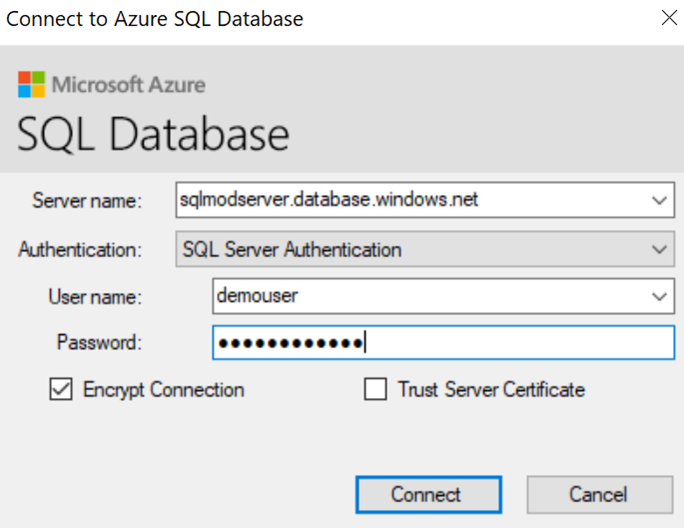 Connect to Azure SQL Database
Microsoft Azure
SQL Database
Server name: sqlmodserver.database.windows.net
Authentication: SQL Server Authentication
User name: demouser
Password: ●●●●●●●●●●●●
Encrypt Connection Trust Server Certificate
Connect Cancel